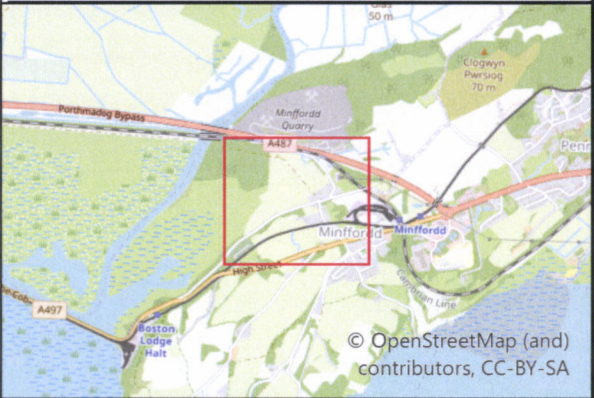 50 m
Clogwyn
Pwrsiog
70 m
Porthmadog Bypass
Minffordd
Quarry
A487
Penr
Minffordd
Minffordd
High Street
Cambrian Line
A497
Boston
Lodge
Halt
© OpenStreetMap (and)
contributors, CC-BY-SA